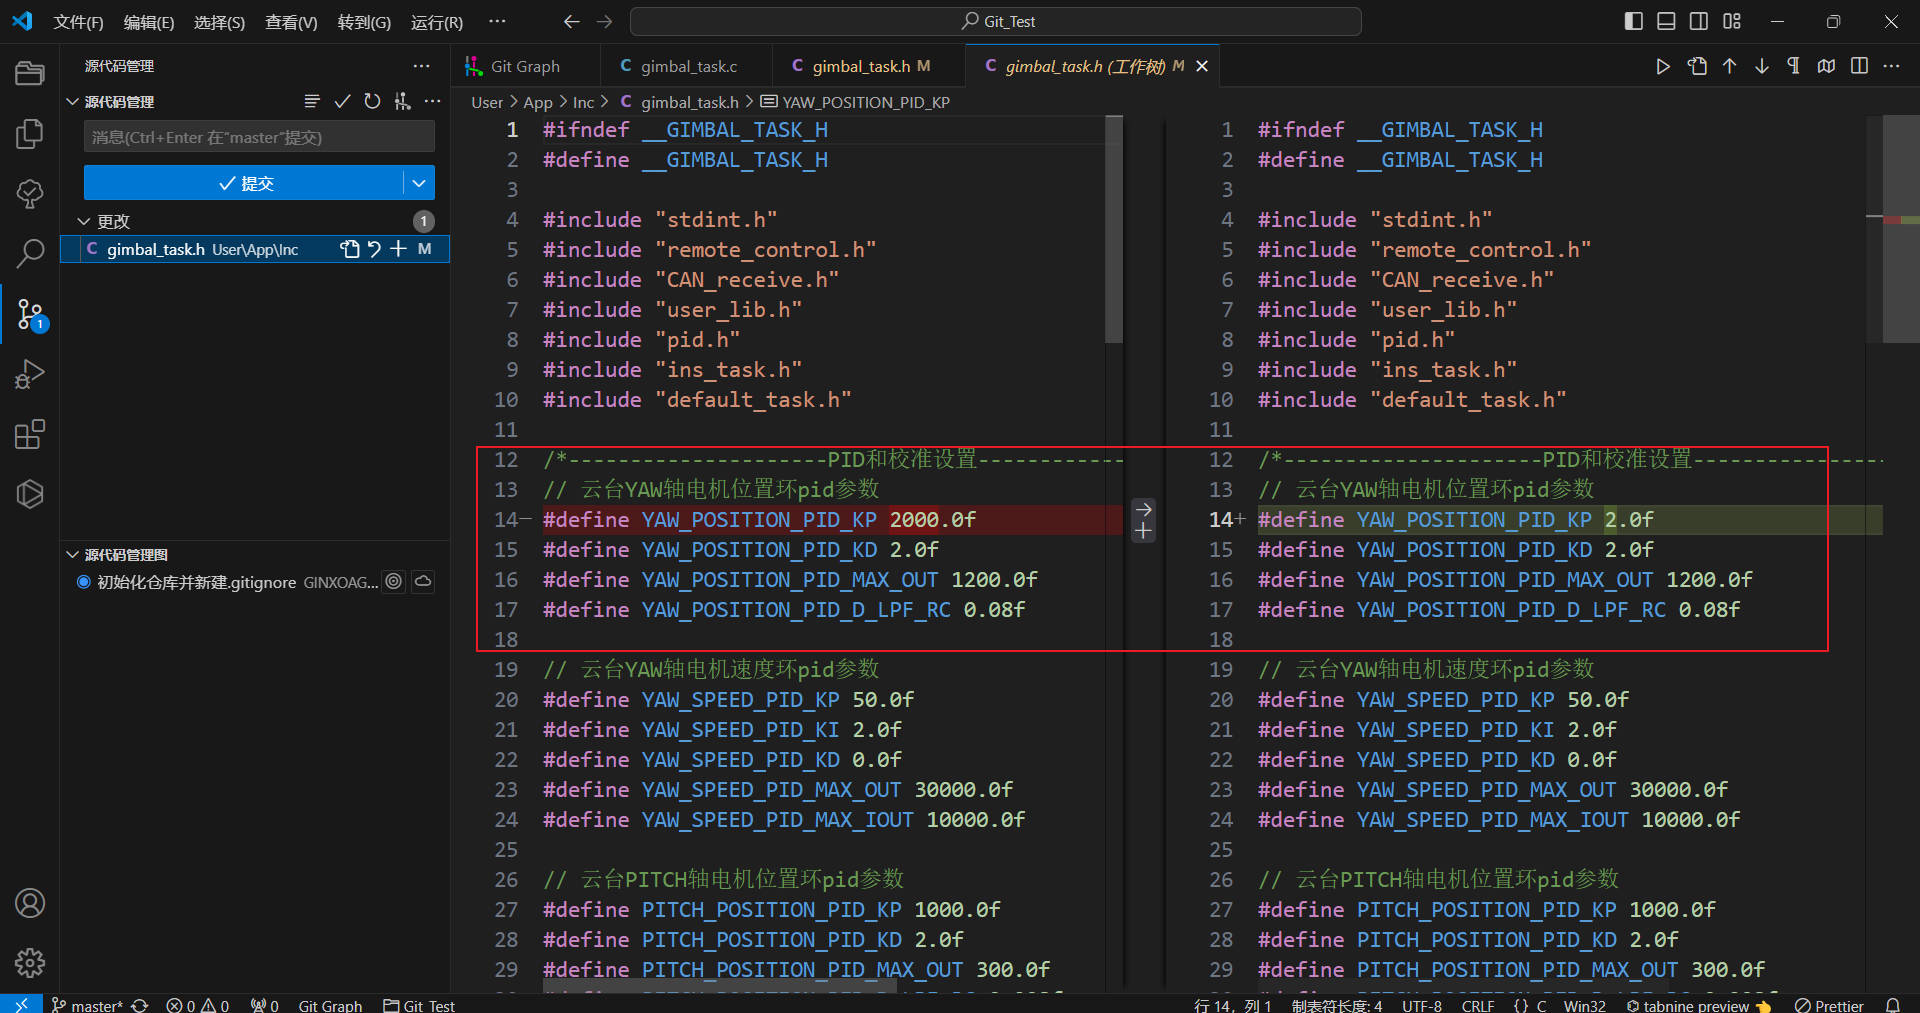 文件(F) 编辑(E) 选择(S) 查看(V) 转到(G) 运行(R) ··· Git_Test
源代码管理
源代码管理
消息(Ctrl+Enter 在"master"提交)
提交
更改 1
gimbal_task.h User\App\Inc M
1
源代码管理图
初始化仓库并新建.gitignore GINXOAG...
Git Graph C gimbal_task.c C gimbal_task.h M C gimbal_task.h (工作树) M
User > App > Inc > C gimbal_task.h > YAW_POSITION_PID_KP
1 #ifndef __GIMBAL_TASK_H
2 #define __GIMBAL_TASK_H
3
4 #include "stdint.h"
5 #include "remote_control.h"
6 #include "CAN_receive.h"
7 #include "user_lib.h"
8 #include "pid.h"
9 #include "ins_task.h"
10 #include "default_task.h"
11
12 /*---------------------PID和校准设置------------
13 // 云台YAW轴电机位置环pid参数
14− #define YAW_POSITION_PID_KP 2000.0f
15 #define YAW_POSITION_PID_KD 2.0f
16 #define YAW_POSITION_PID_MAX_OUT 1200.0f
17 #define YAW_POSITION_PID_D_LPF_RC 0.08f
18
19 // 云台YAW轴电机速度环pid参数
20 #define YAW_SPEED_PID_KP 50.0f
21 #define YAW_SPEED_PID_KI 2.0f
22 #define YAW_SPEED_PID_KD 0.0f
23 #define YAW_SPEED_PID_MAX_OUT 30000.0f
24 #define YAW_SPEED_PID_MAX_IOUT 10000.0f
25
26 // 云台PITCH轴电机位置环pid参数
27 #define PITCH_POSITION_PID_KP 1000.0f
28 #define PITCH_POSITION_PID_KD 2.0f
29 #define PITCH_POSITION_PID_MAX_OUT 300.0f
1 #ifndef __GIMBAL_TASK_H
2 #define __GIMBAL_TASK_H
3
4 #include "stdint.h"
5 #include "remote_control.h"
6 #include "CAN_receive.h"
7 #include "user_lib.h"
8 #include "pid.h"
9 #include "ins_task.h"
10 #include "default_task.h"
11
12 /*---------------------PID和校准设置----------------
13 // 云台YAW轴电机位置环pid参数
14+ #define YAW_POSITION_PID_KP 2.0f
15 #define YAW_POSITION_PID_KD 2.0f
16 #define YAW_POSITION_PID_MAX_OUT 1200.0f
17 #define YAW_POSITION_PID_D_LPF_RC 0.08f
18
19 // 云台YAW轴电机速度环pid参数
20 #define YAW_SPEED_PID_KP 50.0f
21 #define YAW_SPEED_PID_KI 2.0f
22 #define YAW_SPEED_PID_KD 0.0f
23 #define YAW_SPEED_PID_MAX_OUT 30000.0f
24 #define YAW_SPEED_PID_MAX_IOUT 10000.0f
25
26 // 云台PITCH轴电机位置环pid参数
27 #define PITCH_POSITION_PID_KP 1000.0f
28 #define PITCH_POSITION_PID_KD 2.0f
29 #define PITCH_POSITION_PID_MAX_OUT 300.0f
master* 0 0 0 Git Graph Git Test 行 14，列 1 制表符长度: 4 UTF-8 CRLF {} C Win32 tabnine preview Prettier